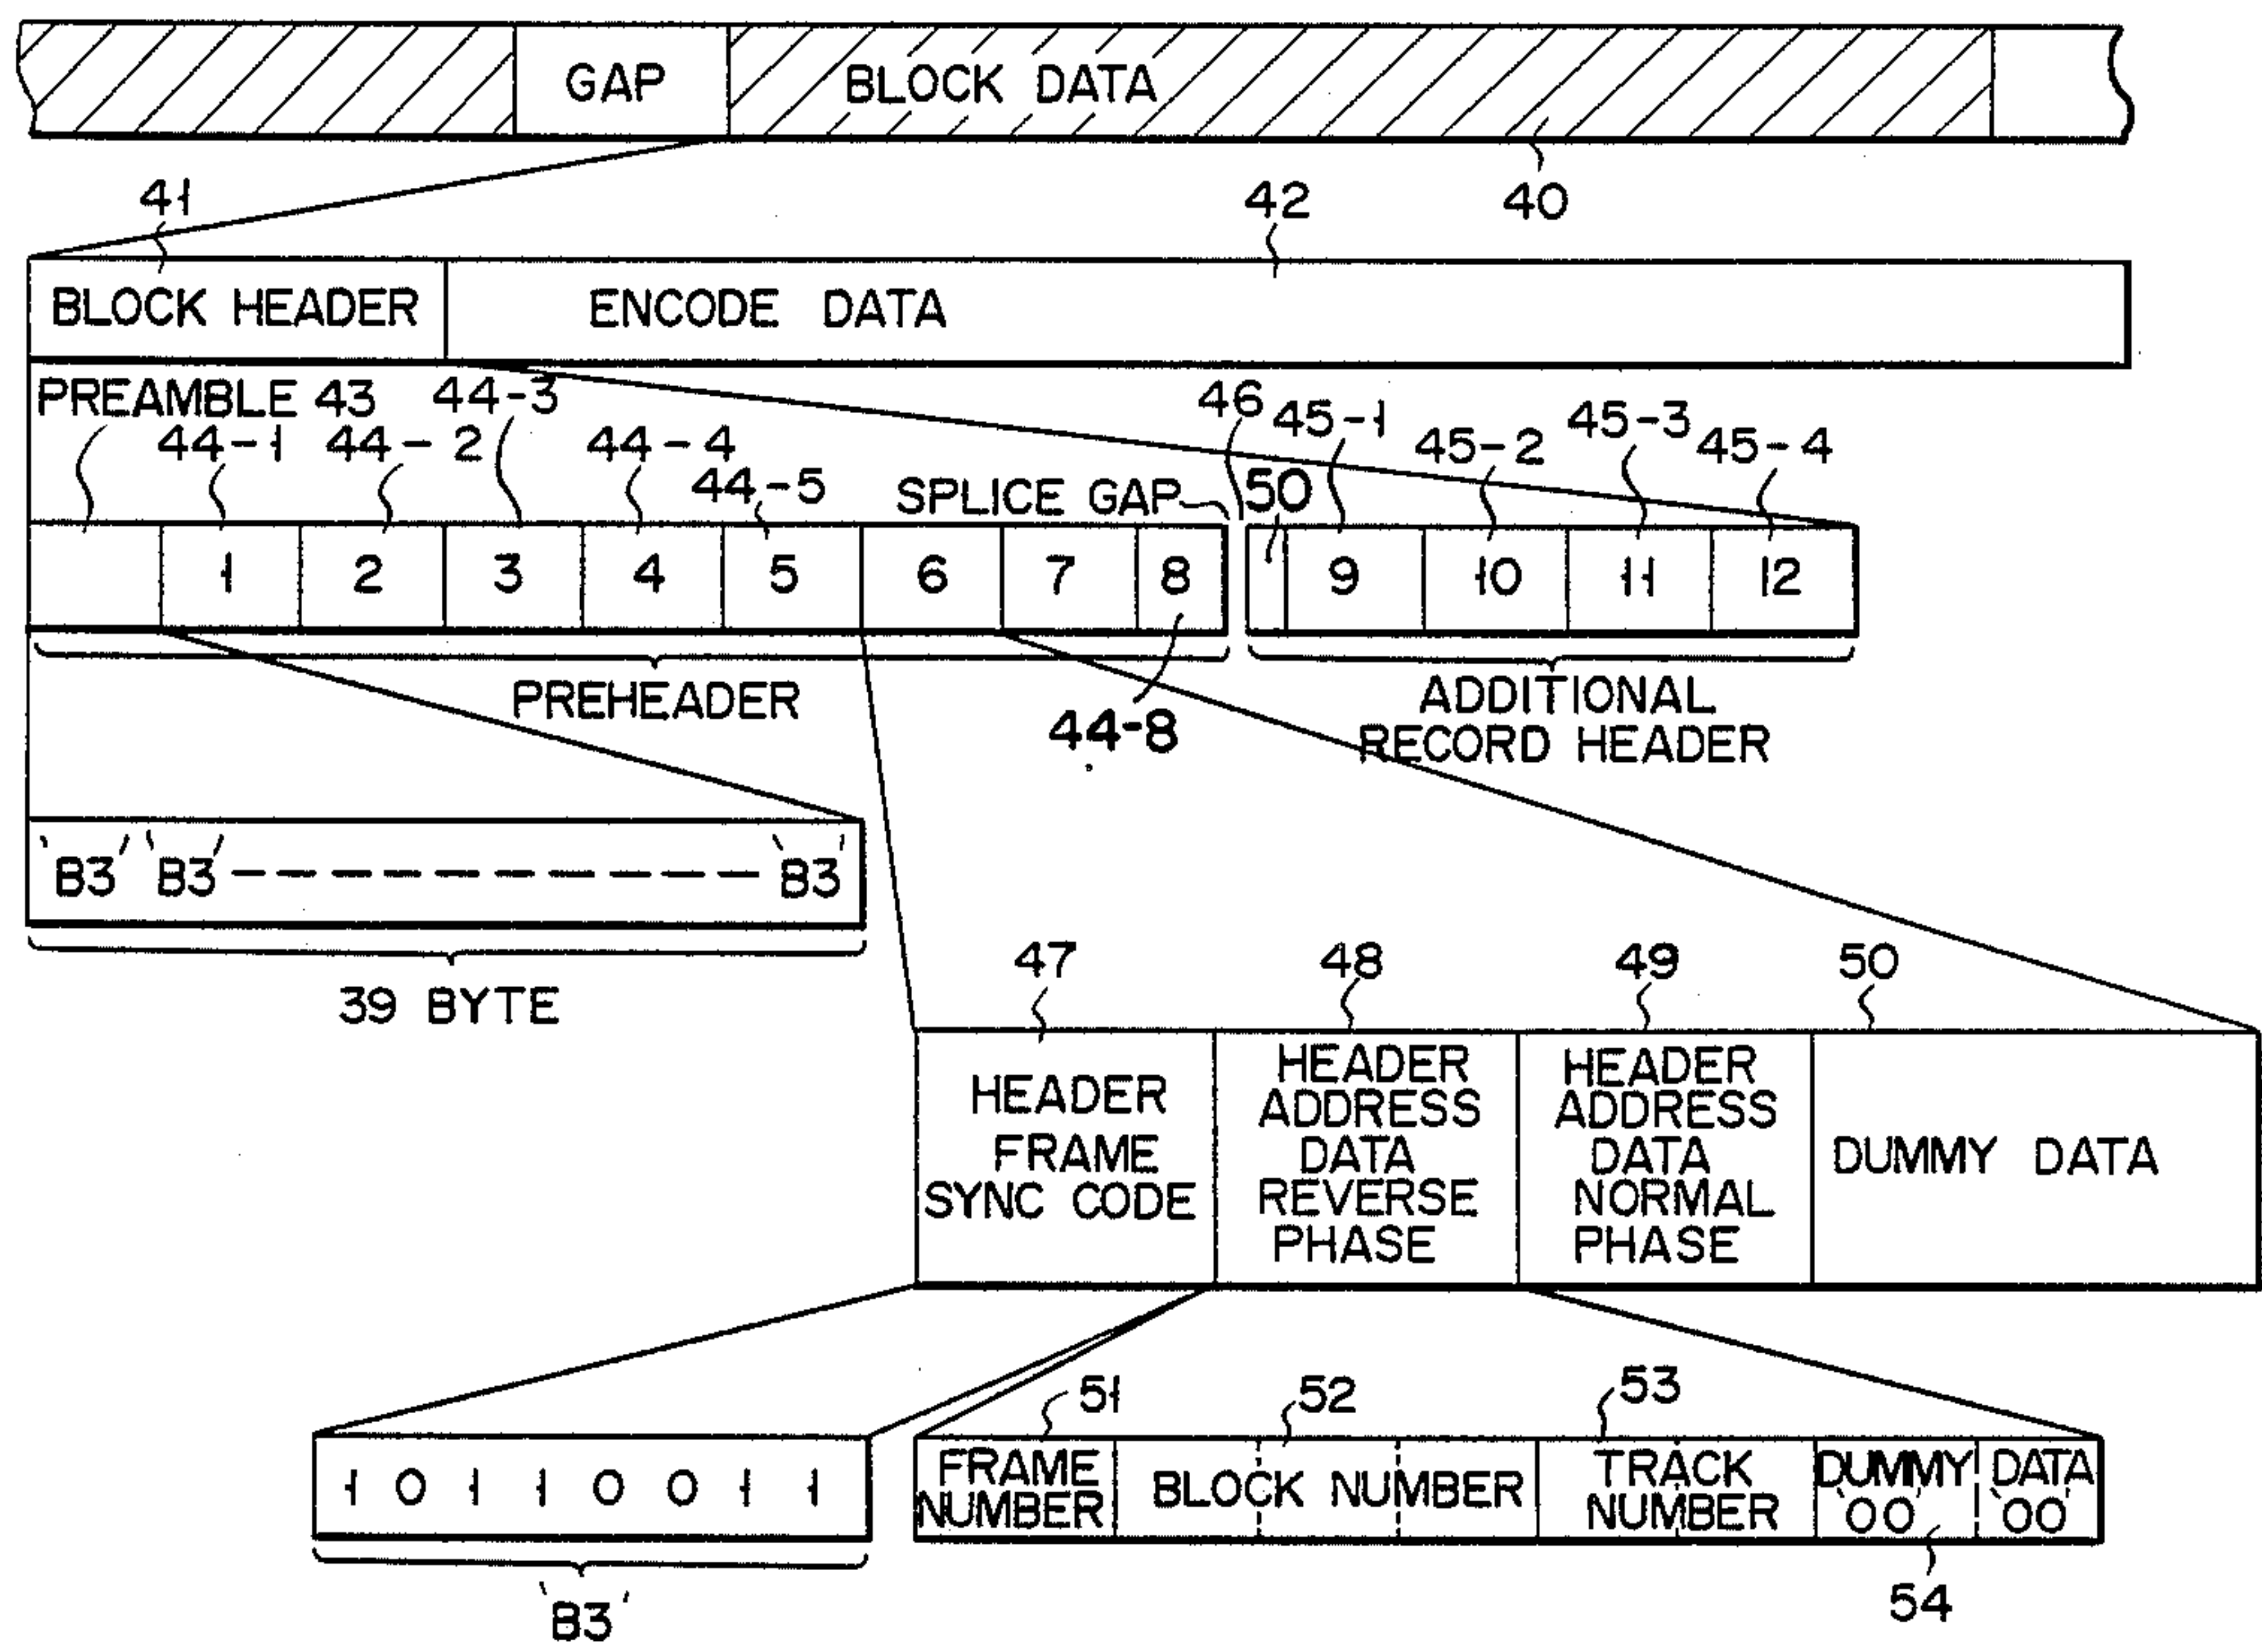 GAP BLOCK DATA
40
41 42
BLOCK HEADER ENCODE DATA
PREAMBLE 43 44-3 46 45-1 45-3
44-1 44-2 44-4 45-2 45-4
44-5 SPLICE GAP 50
1 2 3 4 5 6 7 8 9 10 11 12
PREHEADER 44-8 ADDITIONAL
RECORD HEADER
'B3' 'B3' ---------- 'B3'
39 BYTE
47 48 49 50
HEADER
FRAME
SYNC CODE
HEADER
ADDRESS
DATA
REVERSE
PHASE
HEADER
ADDRESS
DATA
NORMAL
PHASE
DUMMY DATA
51 52 53
1 0 1 1 0 0 1 1
'B3'
FRAME
NUMBER
BLOCK NUMBER
TRACK
NUMBER
DUMMY DATA
'00' '00'
54